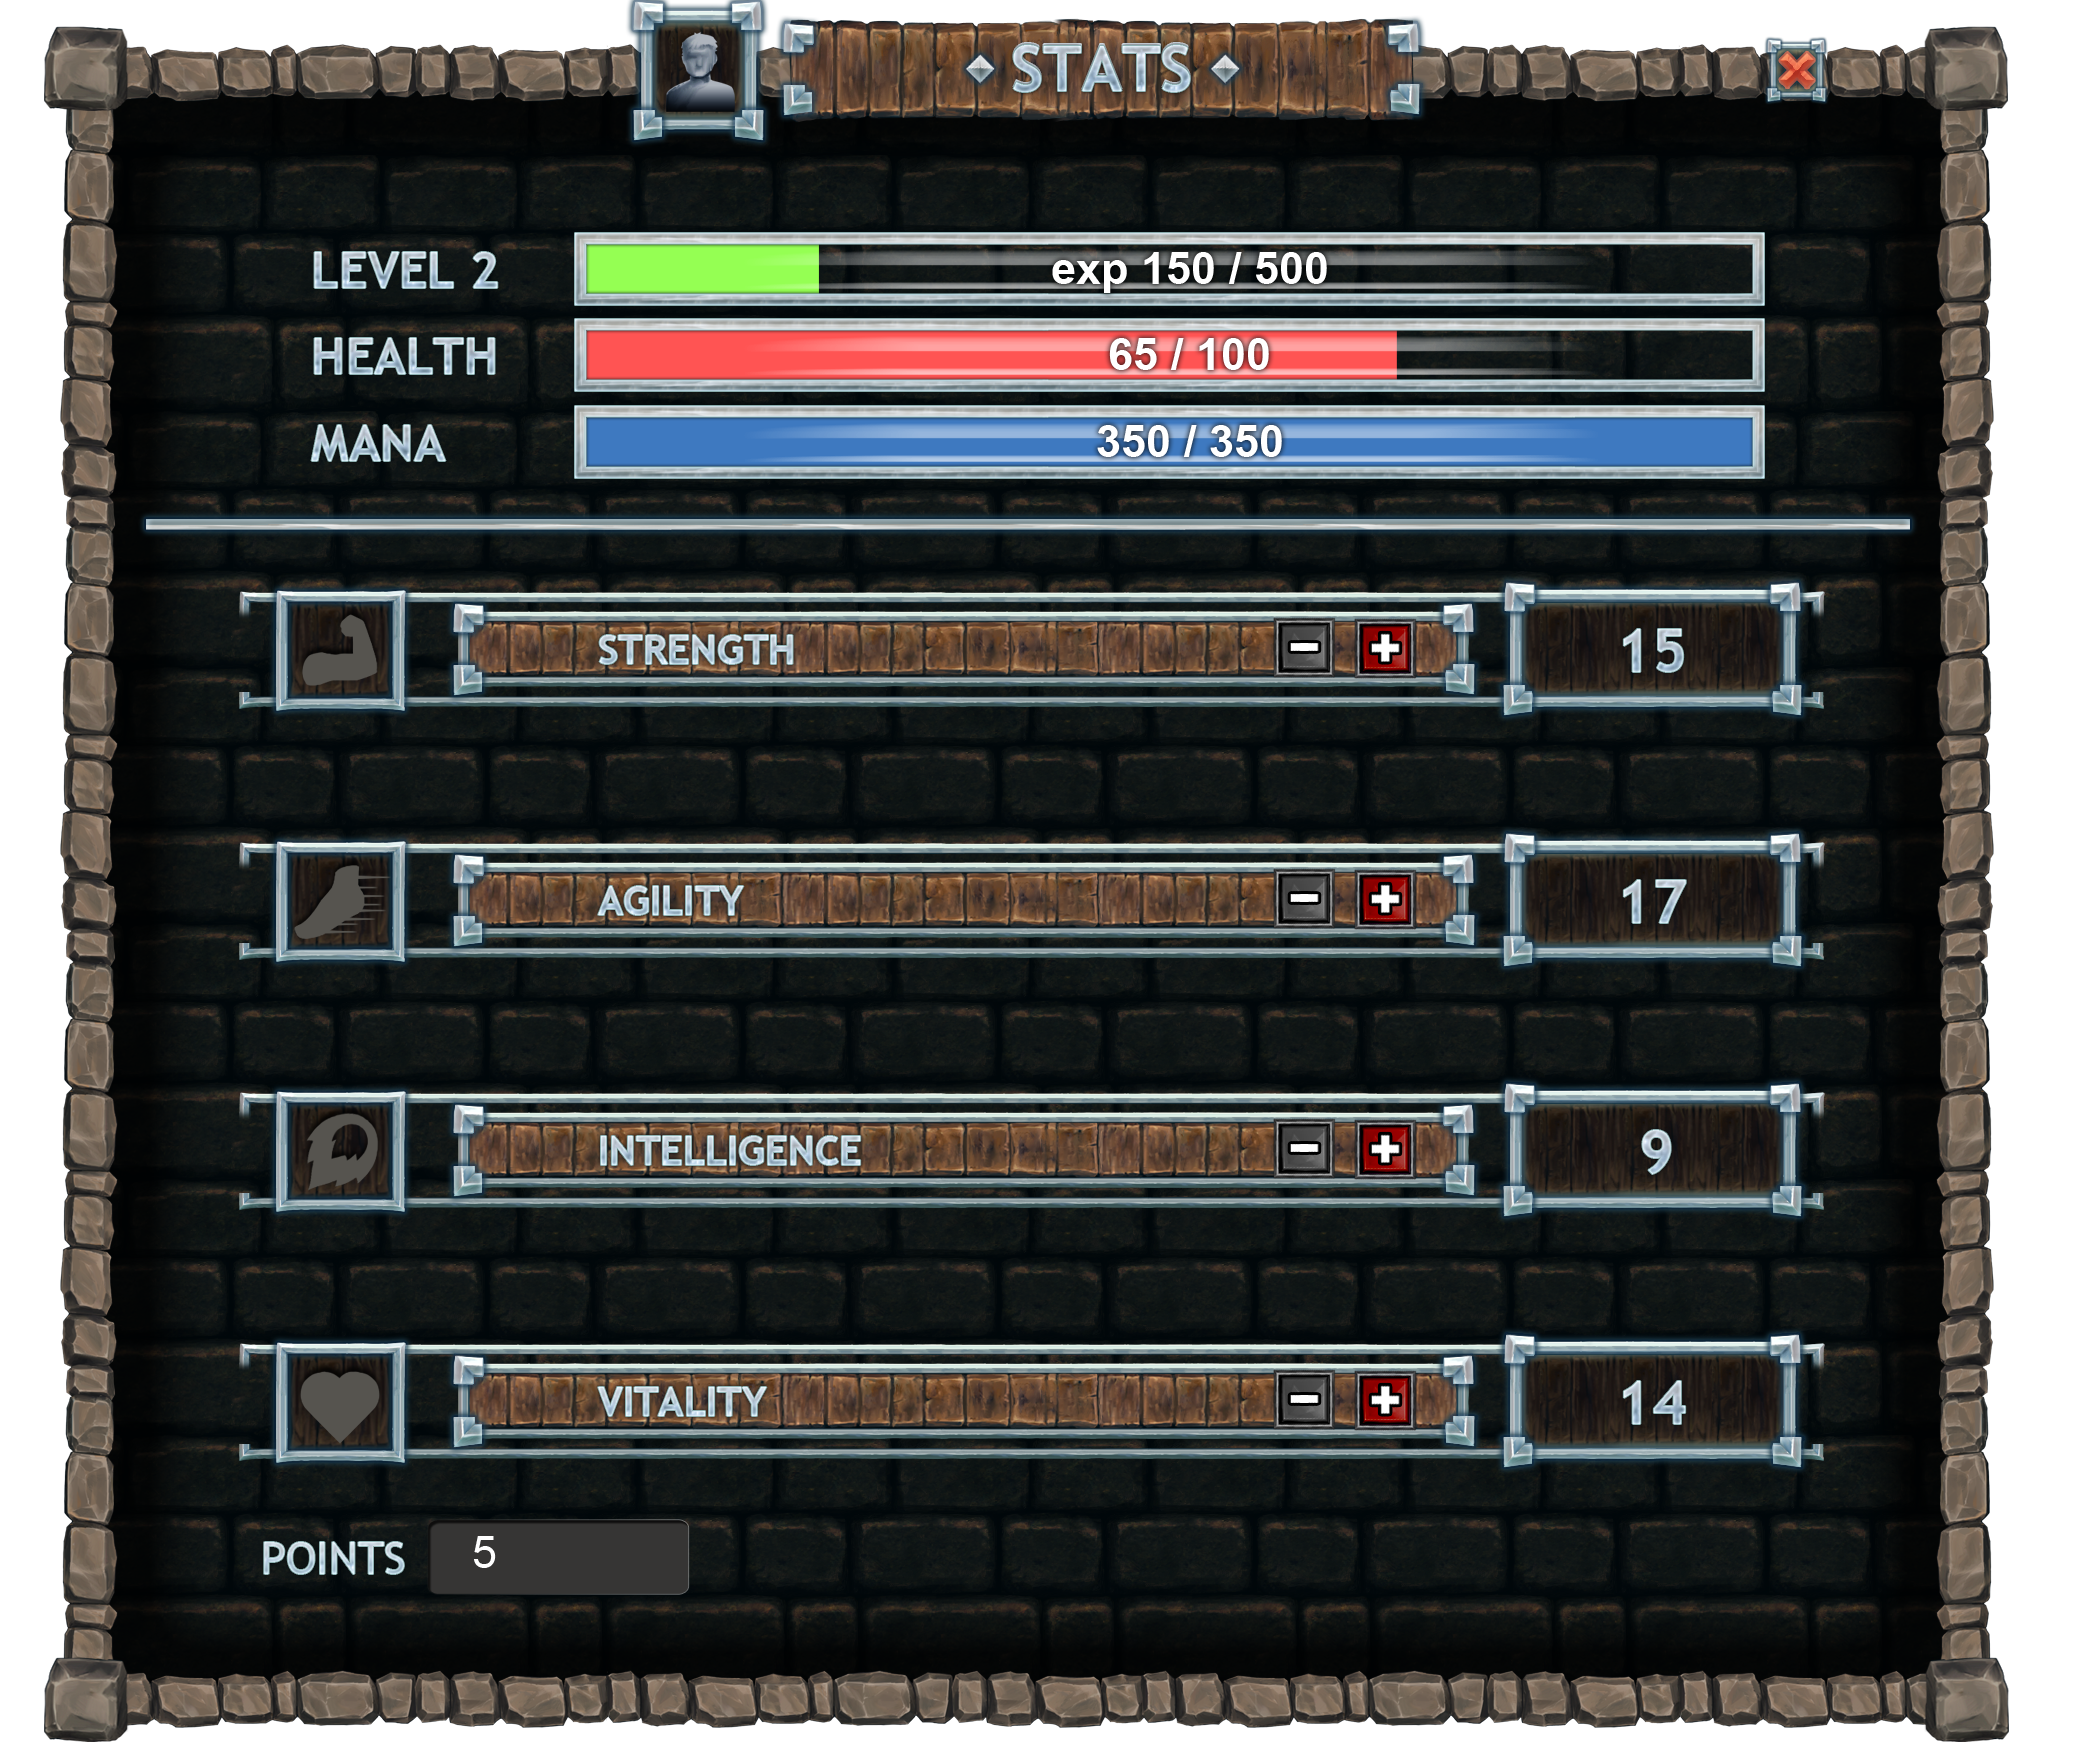 STATS
LEVEL 2
exp 150 / 500
HEALTH
65 / 100
MANA
350 / 350
STRENGTH
15
AGILITY
17
INTELLIGENCE
9
VITALITY
14
POINTS
5